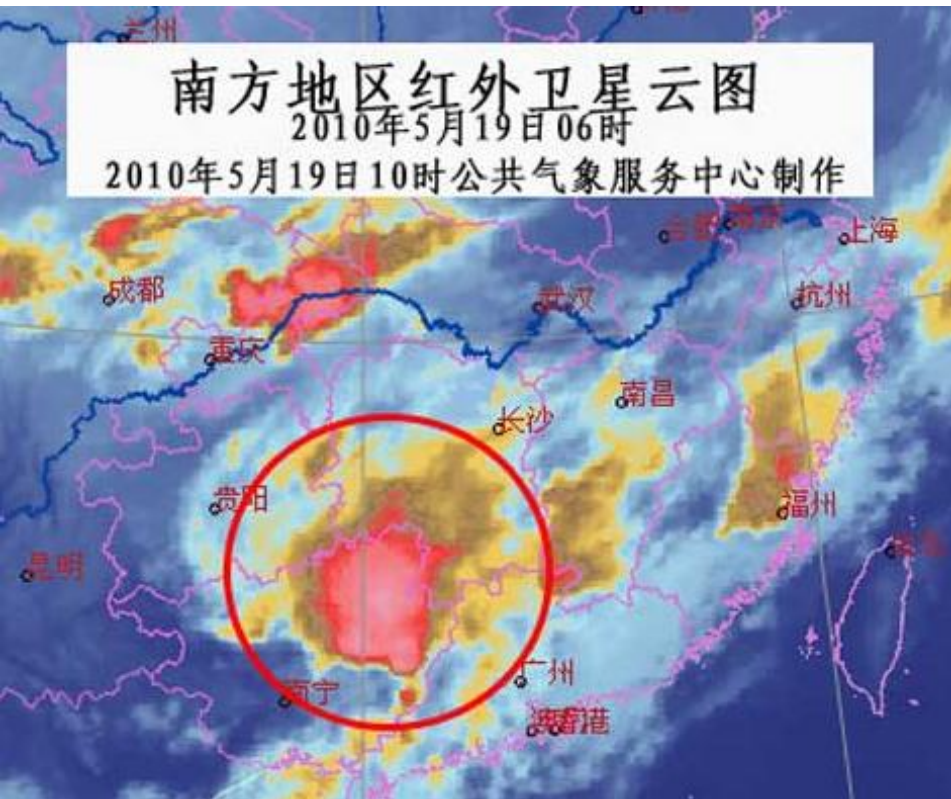 兰州
南方地区红外卫星云图
2010年5月19日06时
2010年5月19日10时公共气象服务中心制作
合肥
南京
上海
成都
武汉
杭州
重庆
南昌
长沙
贵阳
福州
昆明
广州
南宁
香港